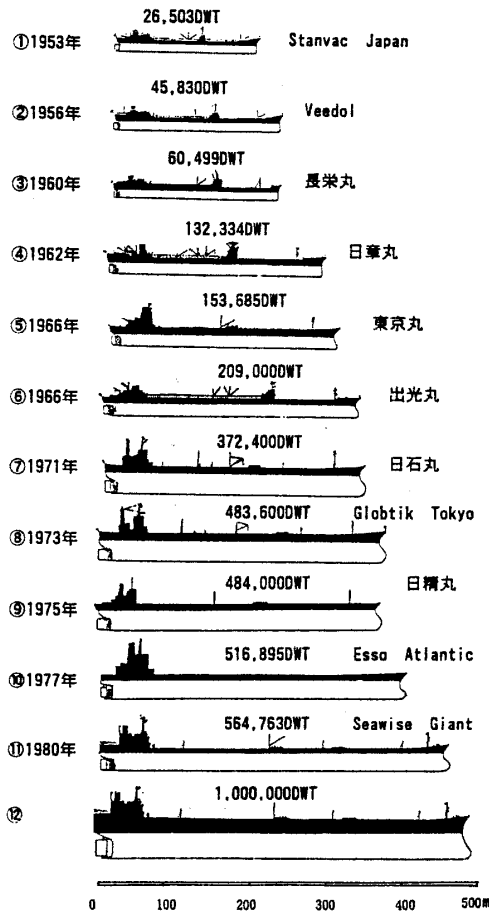 26,503DWT
①1953年 Stanvac Japan
45,830DWT
②1956年 Veedol
60,499DWT
③1960年 長栄丸
132,334DWT
④1962年 日章丸
153,685DWT
⑤1966年 東京丸
209,000DWT
⑥1966年 出光丸
372,400DWT
⑦1971年 日石丸
483,600DWT Globtik Tokyo
⑧1973年
484,000DWT 日精丸
⑨1975年
516,895DWT Esso Atlantic
⑩1977年
564,763DWT Seawise Giant
⑪1980年
1,000,000DWT
⑫
0 100 200 300 400 500m